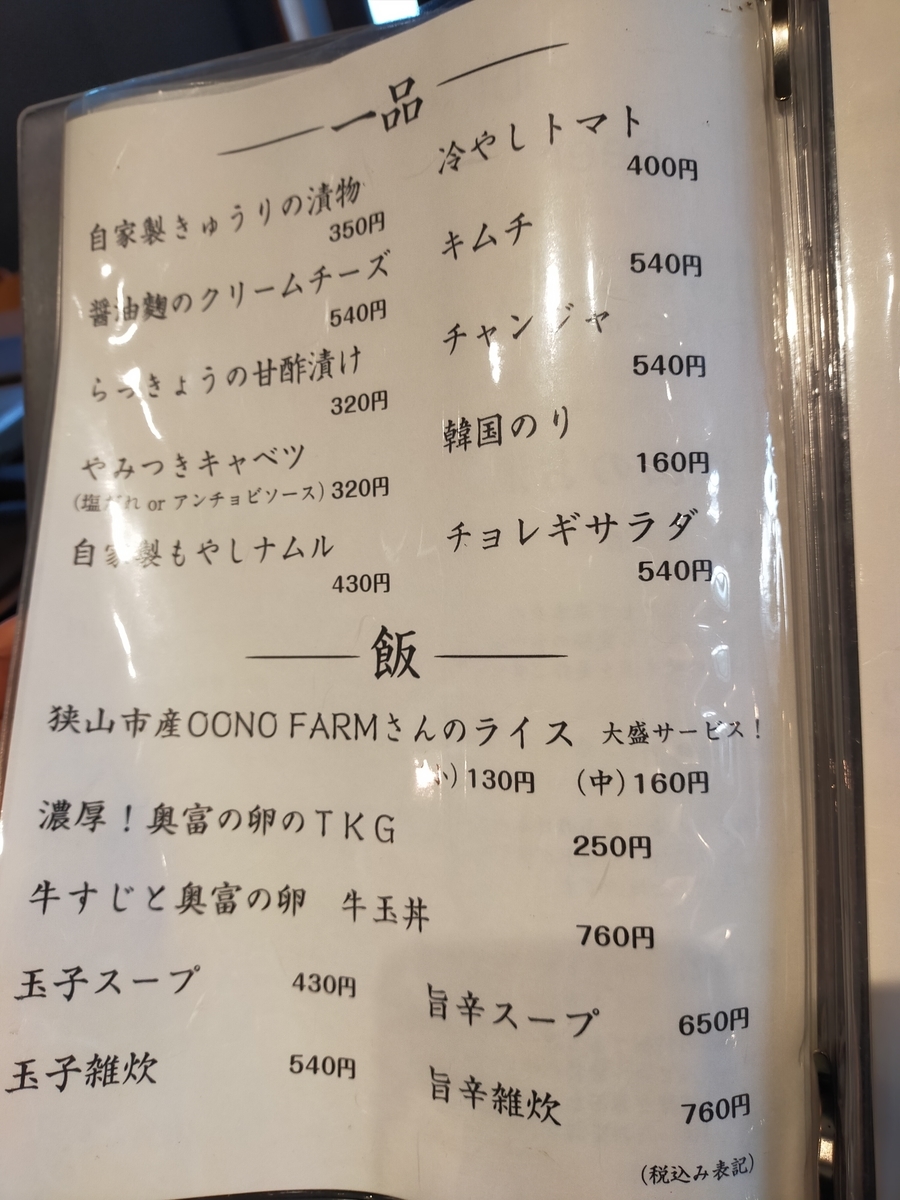 一品
自家製きゅうりの漬物
350円
醤油麴のクリームチーズ
540円
らっきょうの甘酢漬け
320円
やみつきキャベツ
(塩だれ or アンチョビソース) 320円
自家製もやしナムル
430円
冷やしトマト
400円
キムチ
540円
チャンジャ
540円
韓国のり
160円
チョレギサラダ
540円
飯
狭山市産OONO FARMさんのライス 大盛サービス！
(小) 130円 (中) 160円
濃厚！奥富の卵のTKG
250円
牛すじと奥富の卵 牛玉丼
760円
玉子スープ 430円
玉子雑炊 540円
旨辛スープ 650円
旨辛雑炊 760円
(税込み表記)